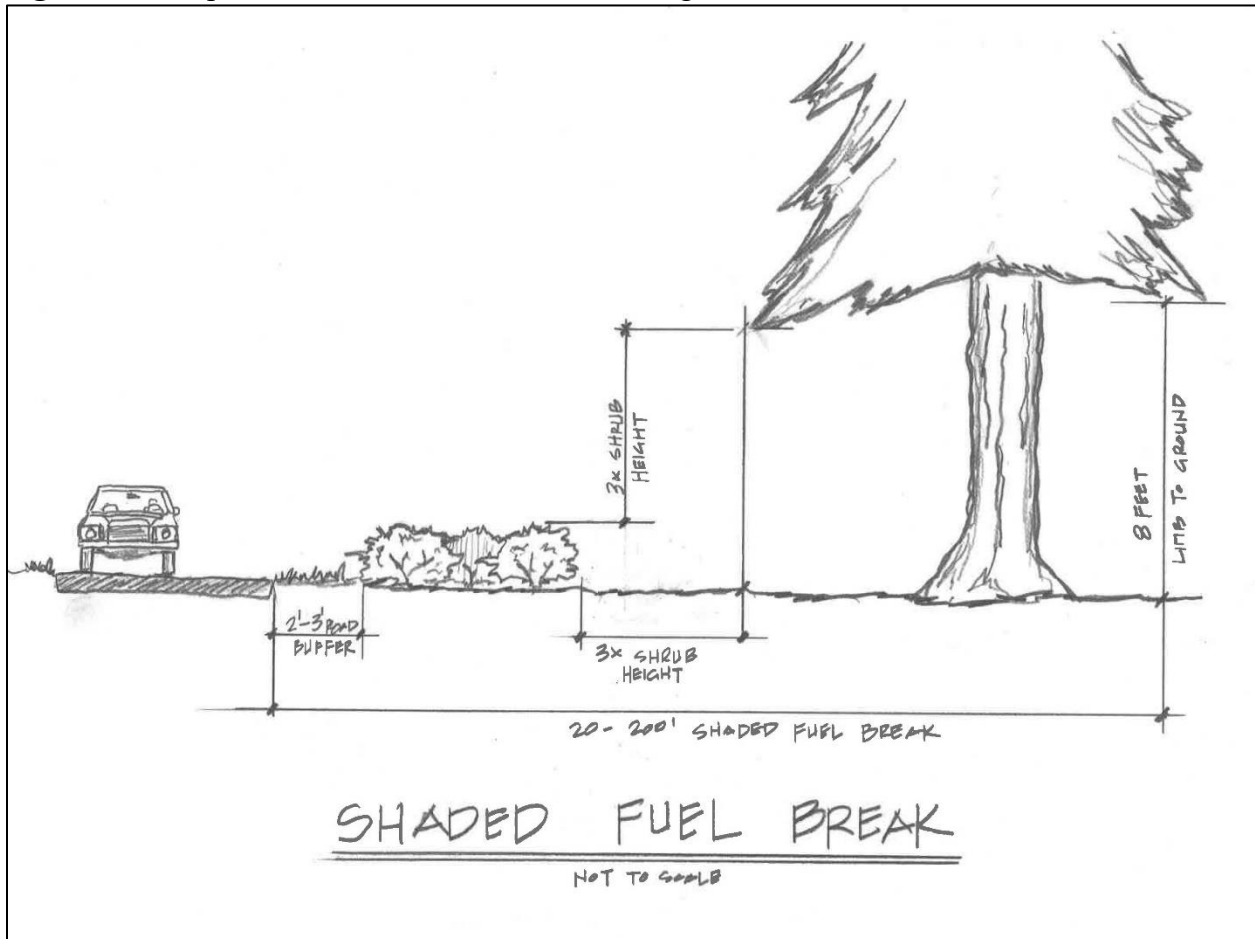 3x SHRUB
HEIGHT
8 FEET
LIMB TO GROUND
2'-3' ROAD
BUFFER
3x SHRUB
HEIGHT
20-200' SHADED FUEL BREAK
SHADED FUEL BREAK
NOT TO SCALE